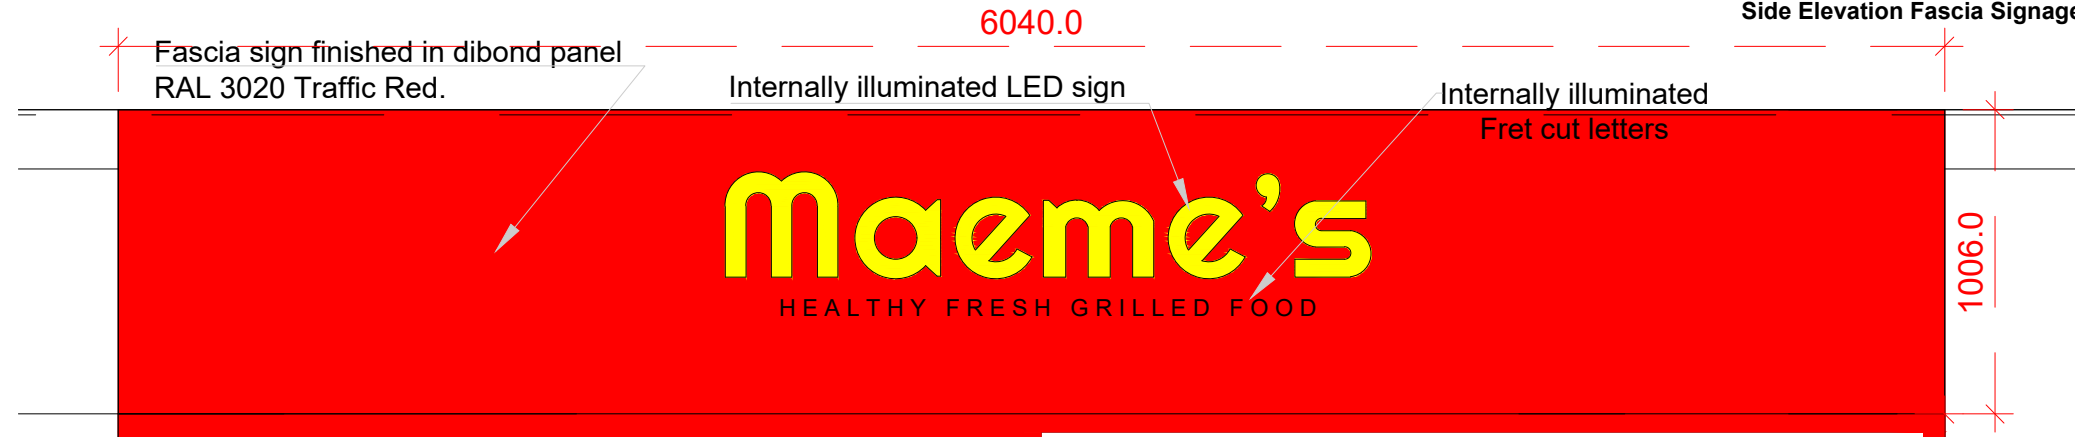 Side Elevation Fascia Signage
6040.0
Fascia sign finished in dibond panel
RAL 3020 Traffic Red.
Internally illuminated LED sign
Internally illuminated
Fret cut letters
Maeme's
HEALTHY FRESH GRILLED FOOD
1006.0